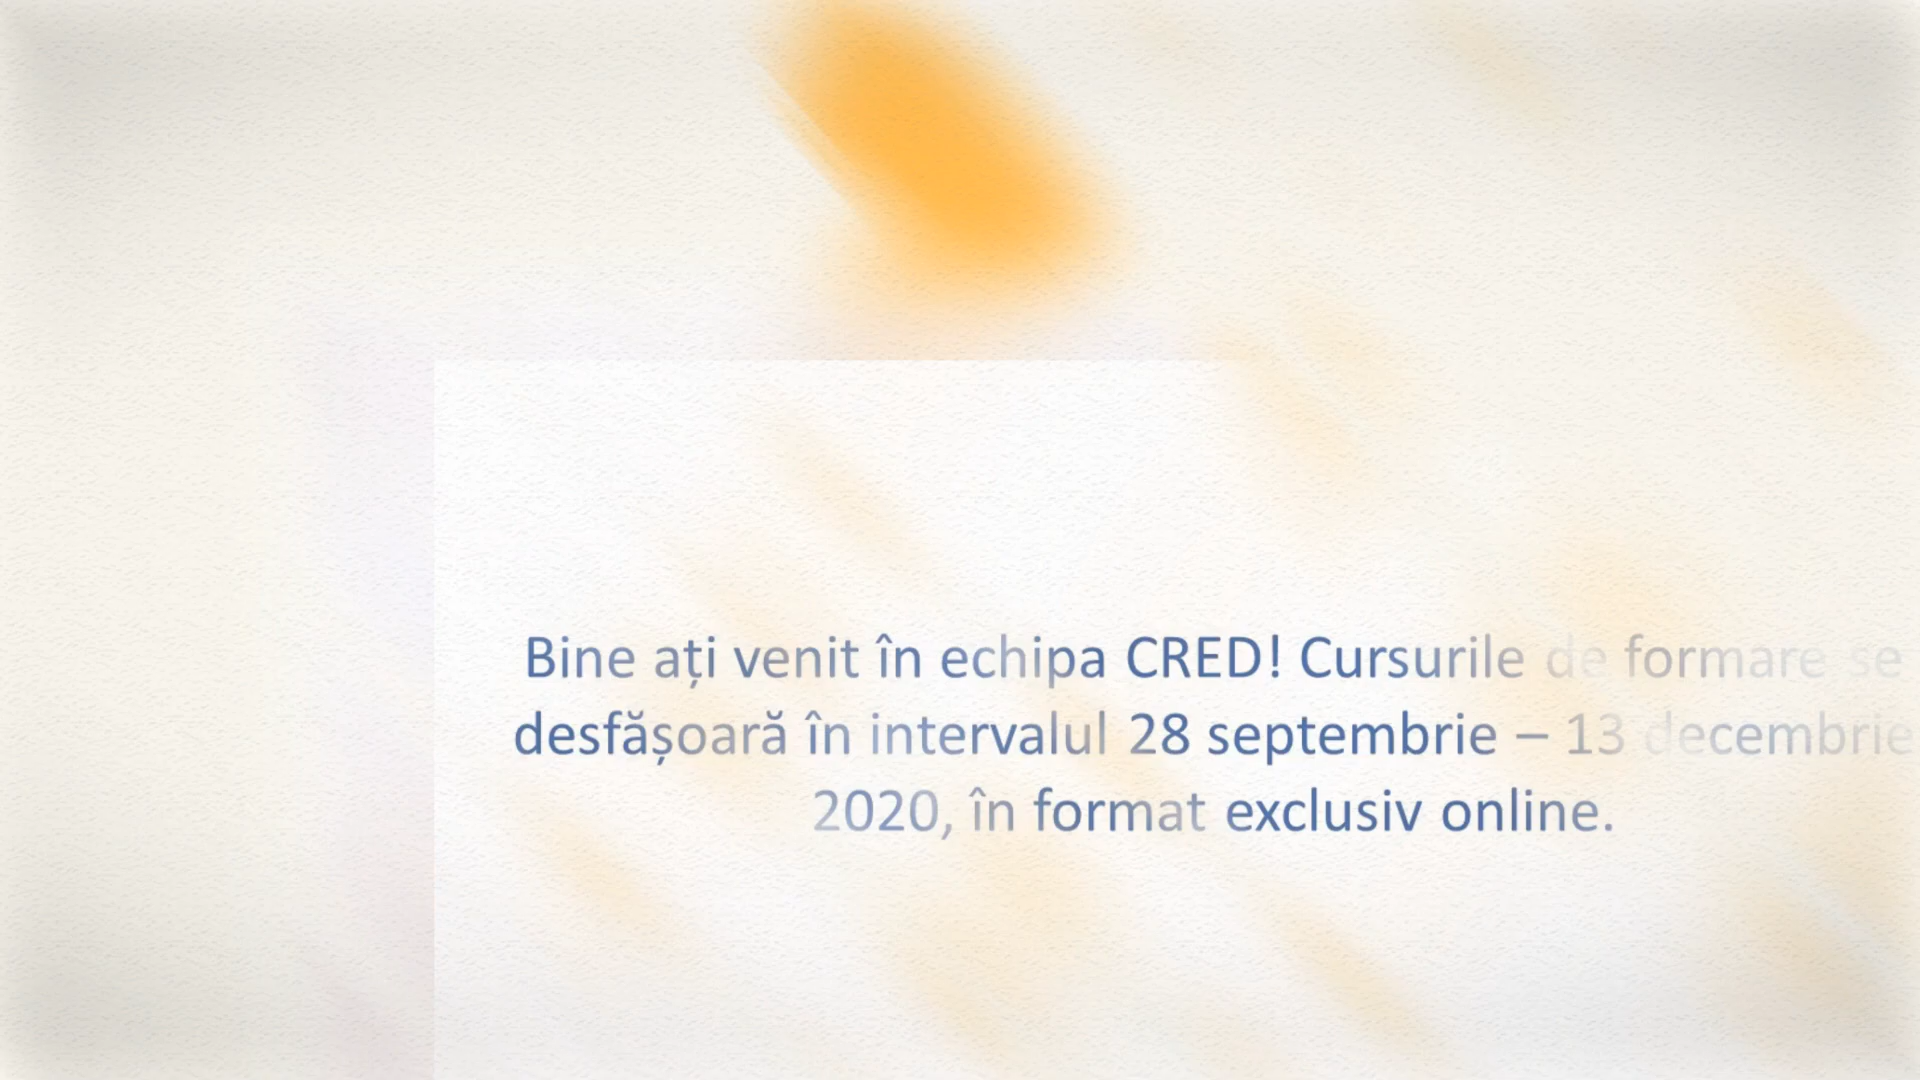 Bine ați venit în echipa CRED! Cursurile de formare se
desfășoară în intervalul 28 septembrie – 13 decembrie
2020, în format exclusiv online.